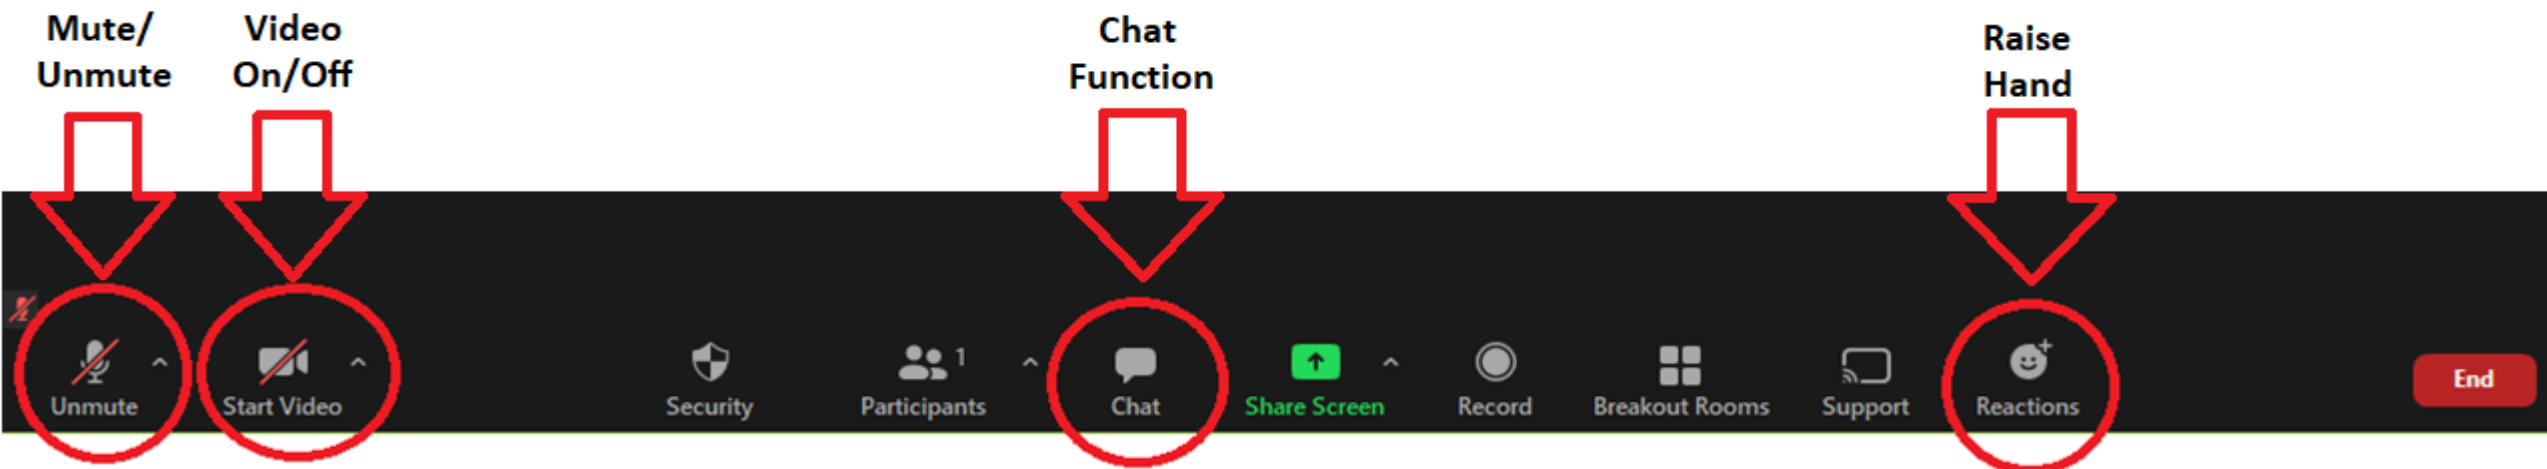 Mute/
Unmute
Video
On/Off
Chat
Function
Raise
Hand
Unmute
Start Video
Security
Participants
1
Chat
Share Screen
Record
Breakout Rooms
Support
Reactions
End